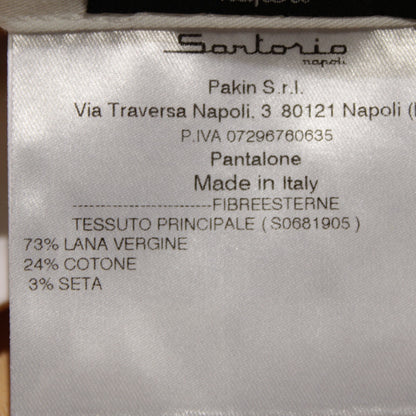 Sartorio
napoli
Pakin S.r.l.
Via Traversa Napoli, 3 80121 Napoli (
P.IVA 07296760635
Pantalone
Made in Italy
-----------------------FIBREESTERNE
TESSUTO PRINCIPALE ( S0681905 )
73% LANA VERGINE
24% COTONE
3% SETA